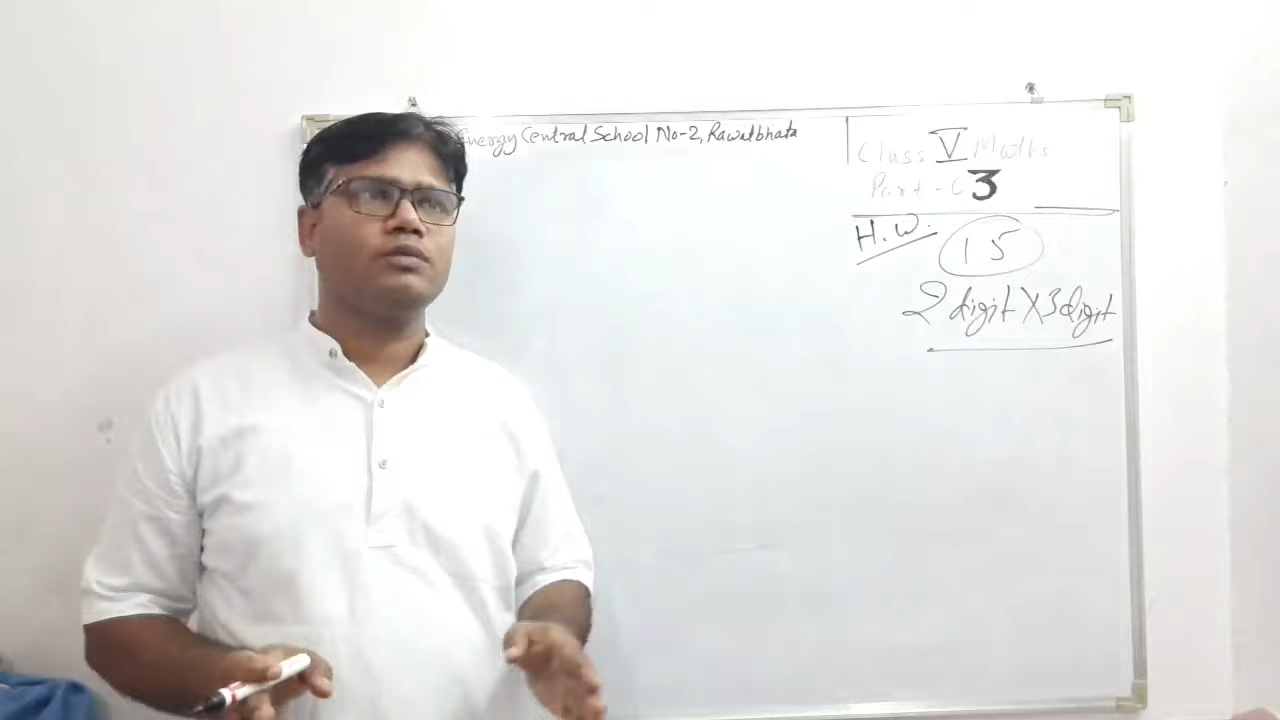 Energy Central School No-2, Rawatbhata
Class V Maths
Part-C 3
H.W. 15
2 digit X 3 digit